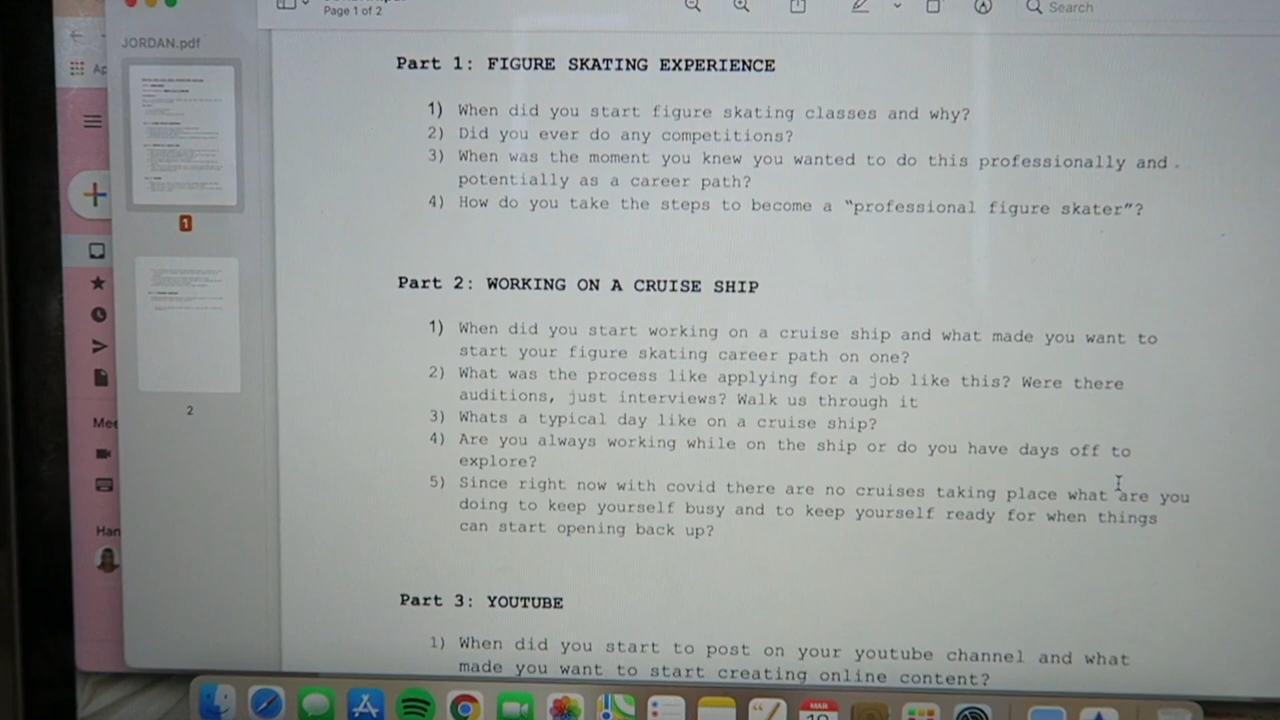 Page 1 of 2
Search
JORDAN.pdf
1
2
Mee
Han
Part 1: FIGURE SKATING EXPERIENCE
1) When did you start figure skating classes and why?
2) Did you ever do any competitions?
3) When was the moment you knew you wanted to do this professionally and
potentially as a career path?
4) How do you take the steps to become a “professional figure skater”?
Part 2: WORKING ON A CRUISE SHIP
1) When did you start working on a cruise ship and what made you want to
start your figure skating career path on one?
2) What was the process like applying for a job like this? Were there
auditions, just interviews? Walk us through it
3) Whats a typical day like on a cruise ship?
4) Are you always working while on the ship or do you have days off to
explore?
5) Since right now with covid there are no cruises taking place what are you
doing to keep yourself busy and to keep yourself ready for when things
can start opening back up?
Part 3: YOUTUBE
1) When did you start to post on your youtube channel and what
made you want to start creating online content?
MAR